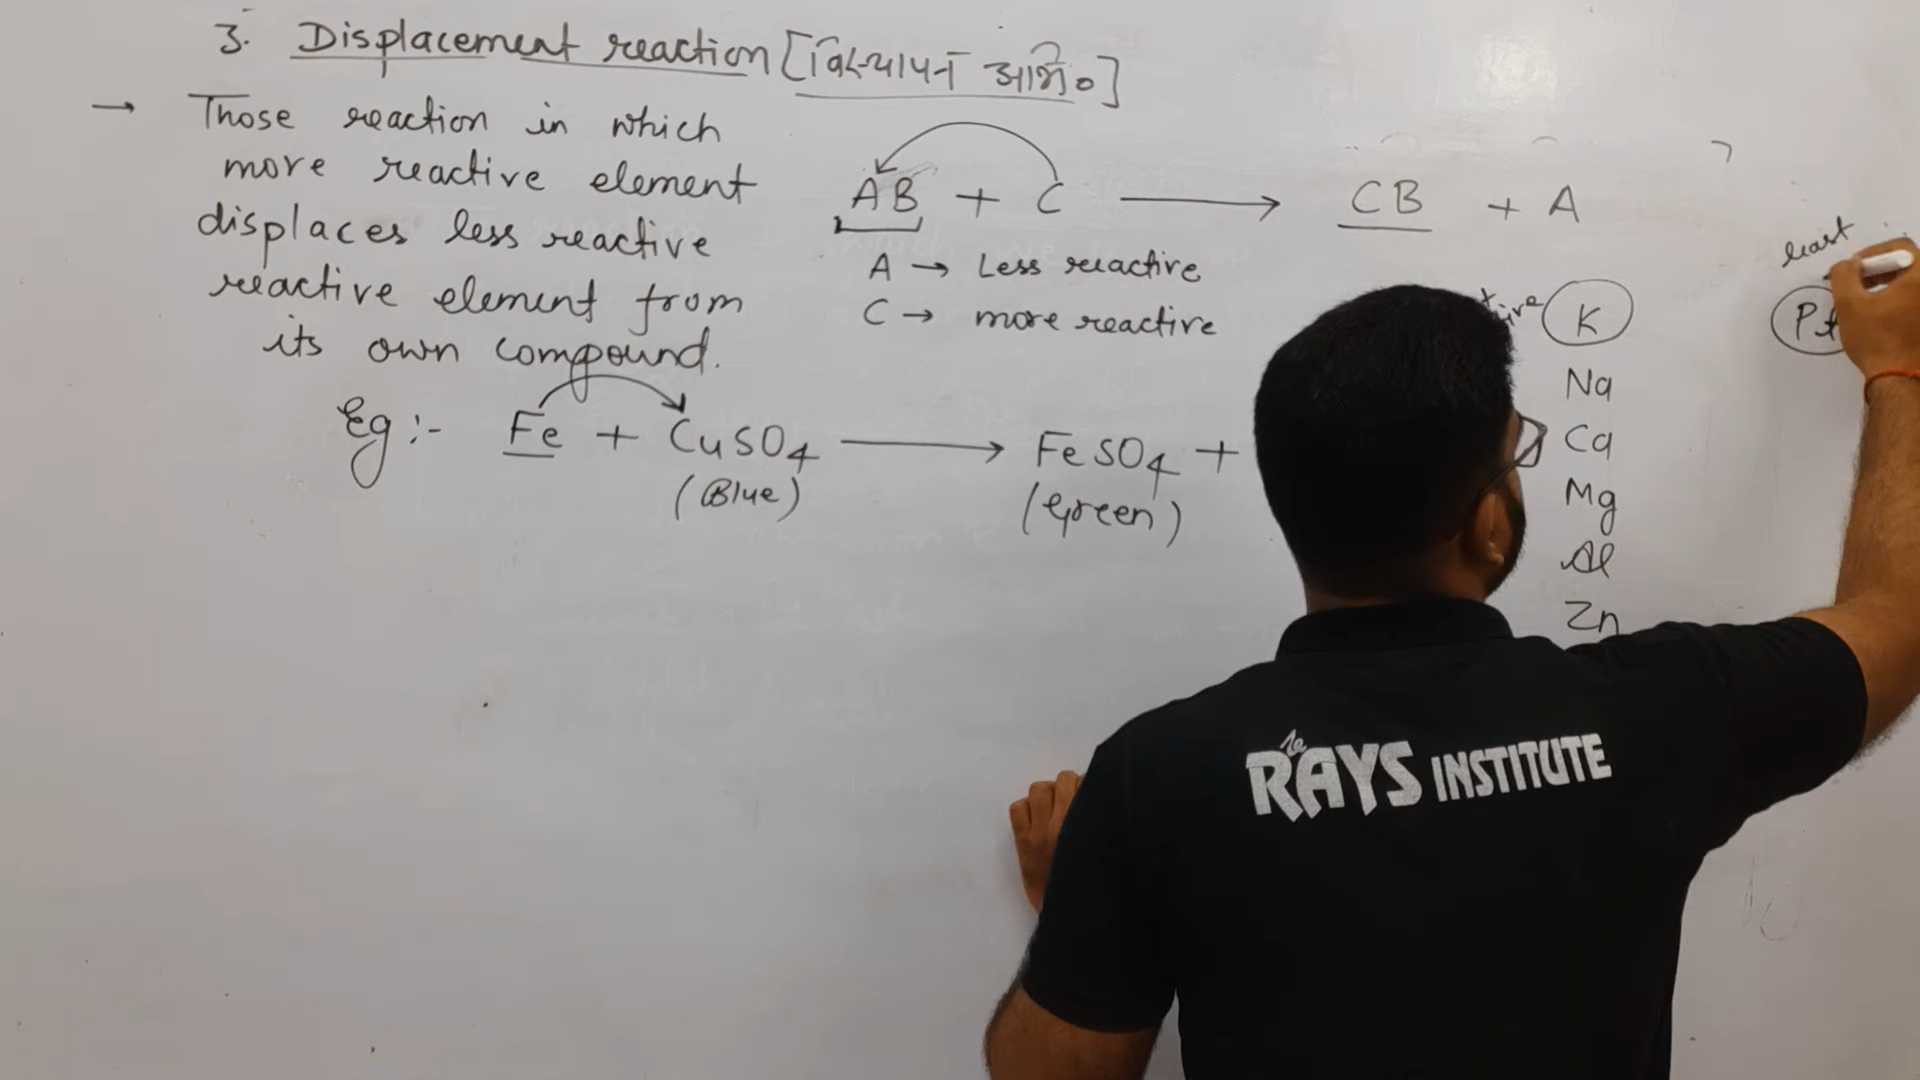 3. Displacement reaction [विस्थापन अभि०]
→ Those reaction in which
more reactive element
displaces less reactive
reactive element from
its own compound.
AB + C → CB + A
A → Less reactive
C → more reactive
Eg :- Fe + CuSO4 → FeSO4 +
(Blue) (Green)
K
Na
Ca
Mg
Al
Zn
least
Pt
RAYS INSTITUTE